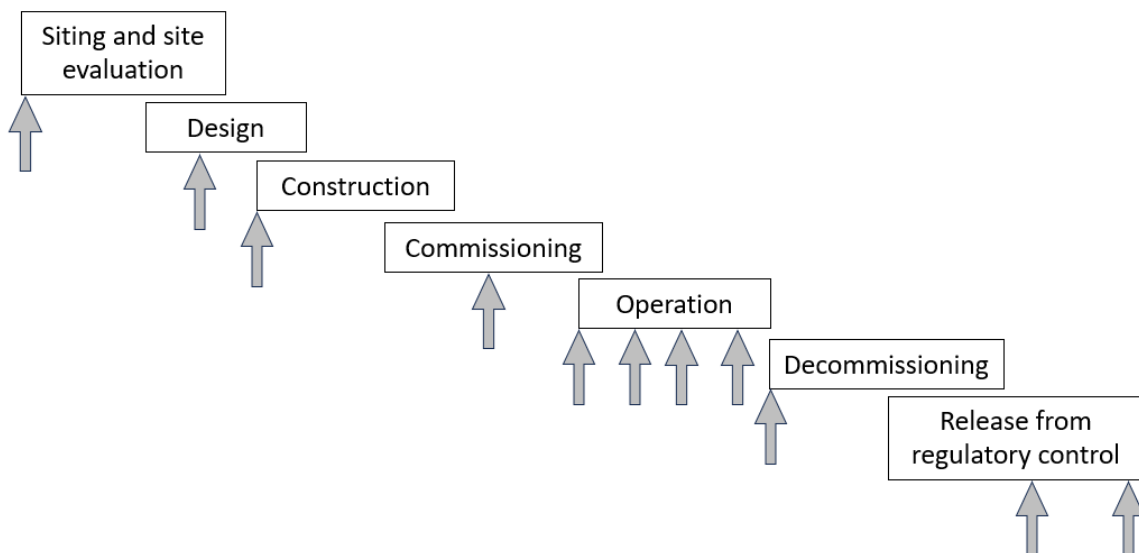 Siting and site
evaluation
Design
Construction
Commissioning
Operation
Decommissioning
Release from
regulatory control